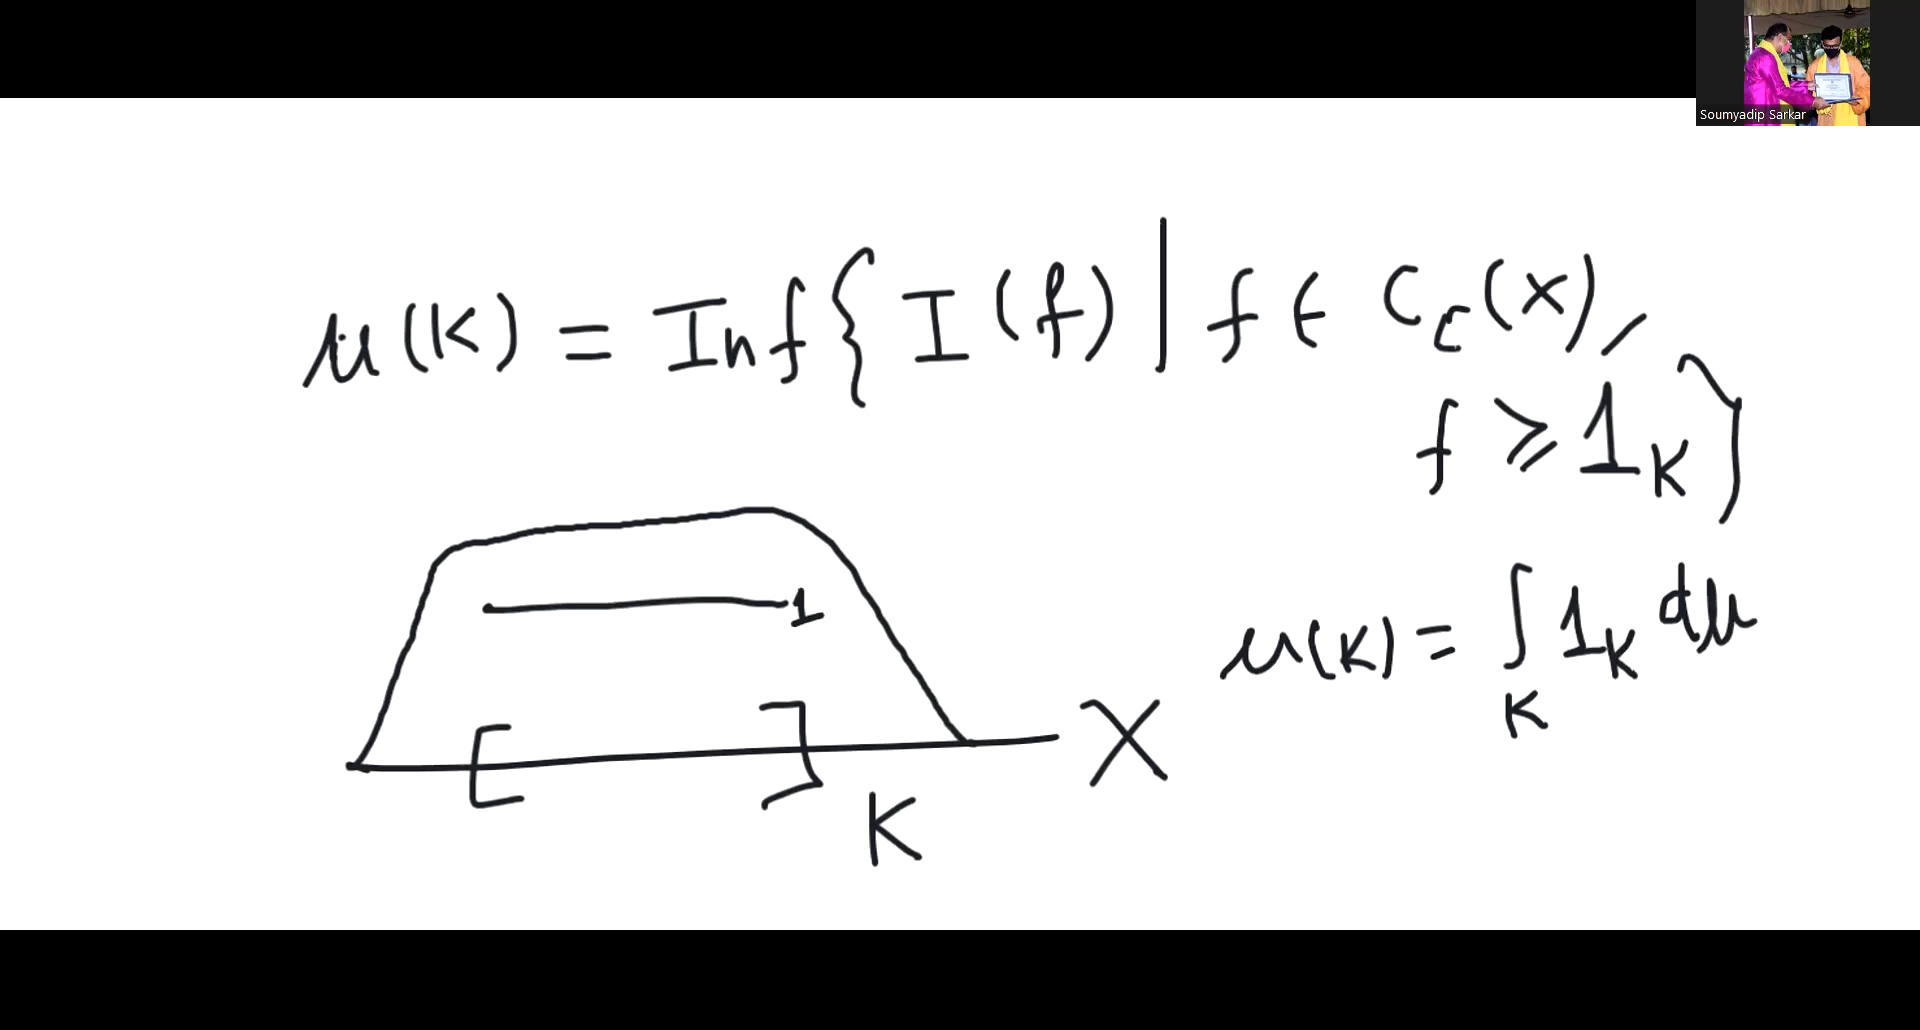 Soumyadip Sarkar
μ(K) = Inf{ I(f) | f ∈ C_c(X),
f ⩾ 1_K }
1
μ(K) = ∫_K 1_K dμ
[ ] X
K